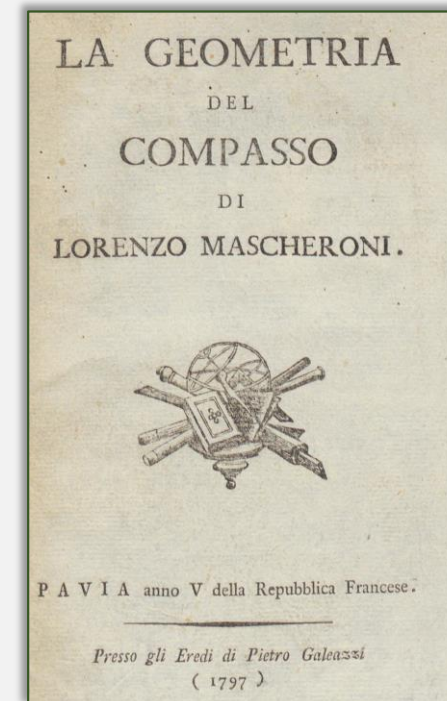 LA GEOMETRIA
DEL
COMPASSO
DI
LORENZO MASCHERONI.
PAVIA anno V della Repubblica Francese.
Presso gli Eredi di Pietro Galeazzi
( 1797 )